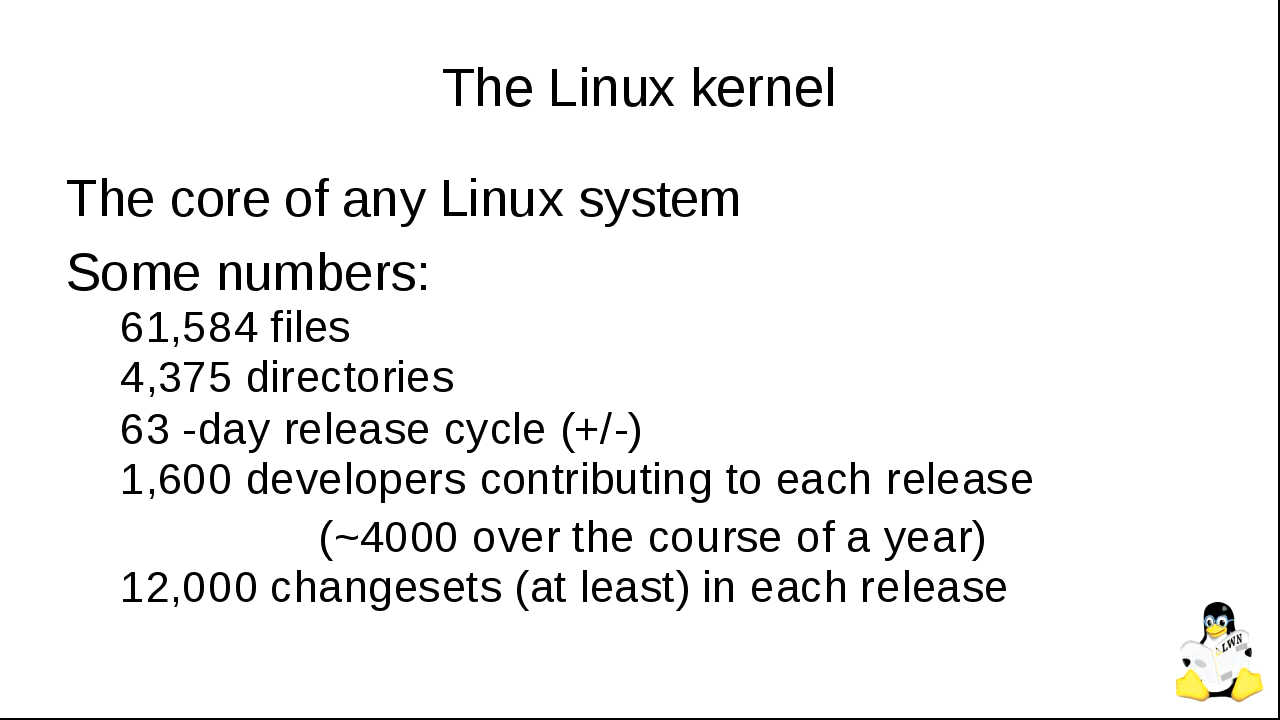 The Linux kernel
The core of any Linux system
Some numbers:
61,584 files
4,375 directories
63 -day release cycle (+/-)
1,600 developers contributing to each release
(~4000 over the course of a year)
12,000 changesets (at least) in each release
LWN